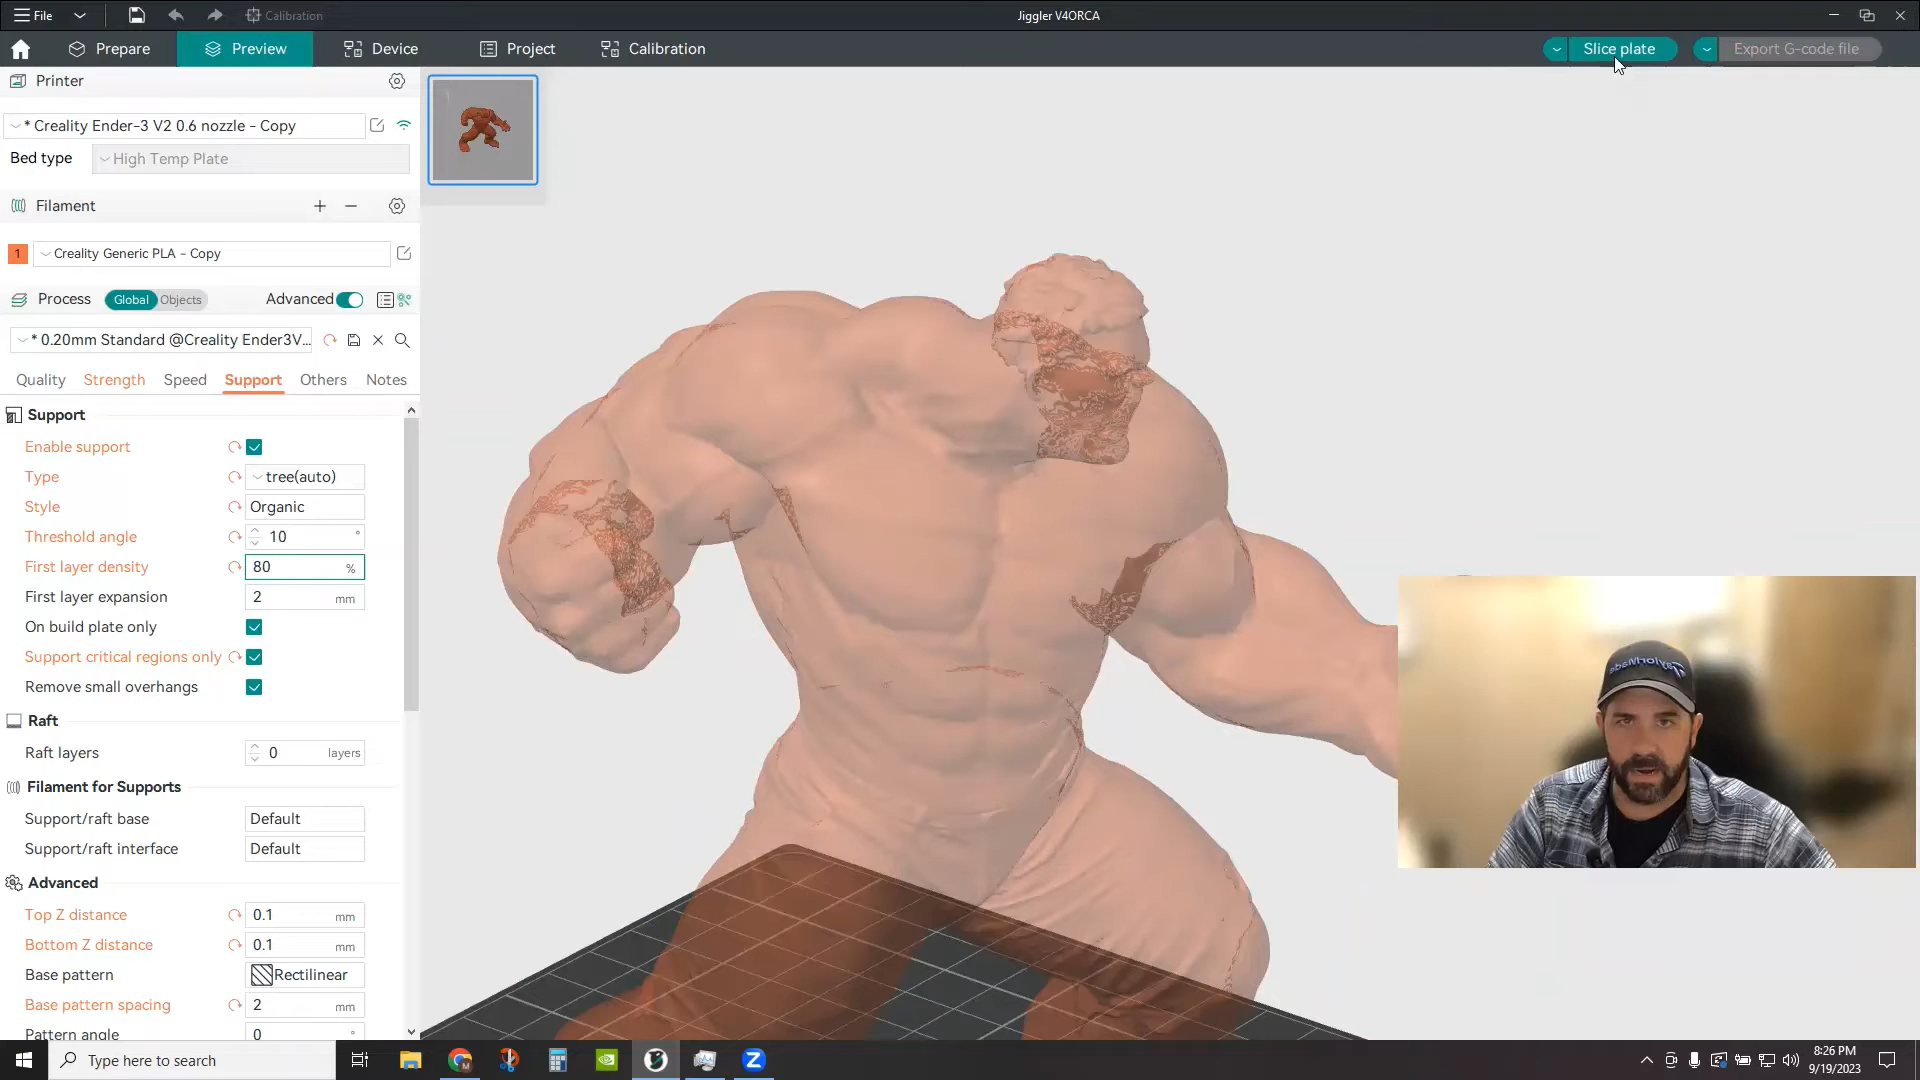 File
Calibration
Jiggler V4ORCA
Prepare
Preview
Device
Project
Calibration
Slice plate
Export G-code file
Printer
* Creality Ender-3 V2 0.6 nozzle - Copy
Bed type
High Temp Plate
Filament
1
Creality Generic PLA - Copy
Process
Global
Objects
Advanced
* 0.20mm Standard @Creality Ender3V...
Quality
Strength
Speed
Support
Others
Notes
Support
Enable support
Type
tree(auto)
Style
Organic
Threshold angle
10 °
First layer density
80 %
First layer expansion
2 mm
On build plate only
Support critical regions only
Remove small overhangs
Raft
Raft layers
0 layers
Filament for Supports
Support/raft base
Default
Support/raft interface
Default
Advanced
Top Z distance
0.1 mm
Bottom Z distance
0.1 mm
Base pattern
Rectilinear
Base pattern spacing
2 mm
Pattern angle
0 °
Type here to search
8:26 PM
9/19/2023